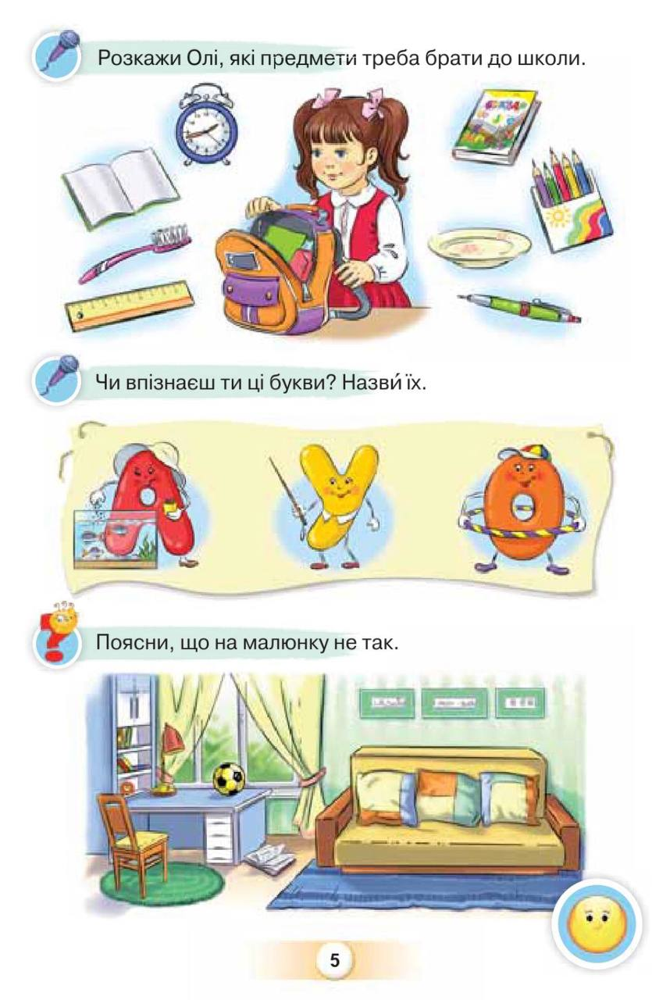 Розкажи Олі, які предмети треба брати до школи.
Чи впізнаєш ти ці букви? Назви́ їх.
А У О
Поясни, що на малюнку не так.
5